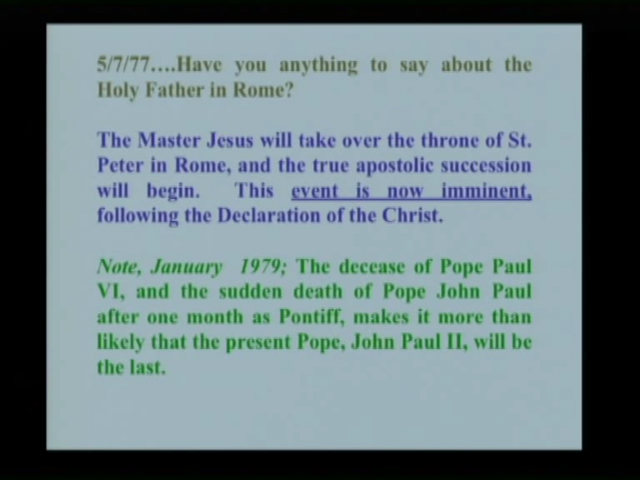 5/7/77….Have you anything to say about the
Holy Father in Rome?
The Master Jesus will take over the throne of St.
Peter in Rome, and the true apostolic succession
will begin. This event is now imminent,
following the Declaration of the Christ.
Note, January 1979; The decease of Pope Paul
VI, and the sudden death of Pope John Paul
after one month as Pontiff, makes it more than
likely that the present Pope, John Paul II, will be
the last.